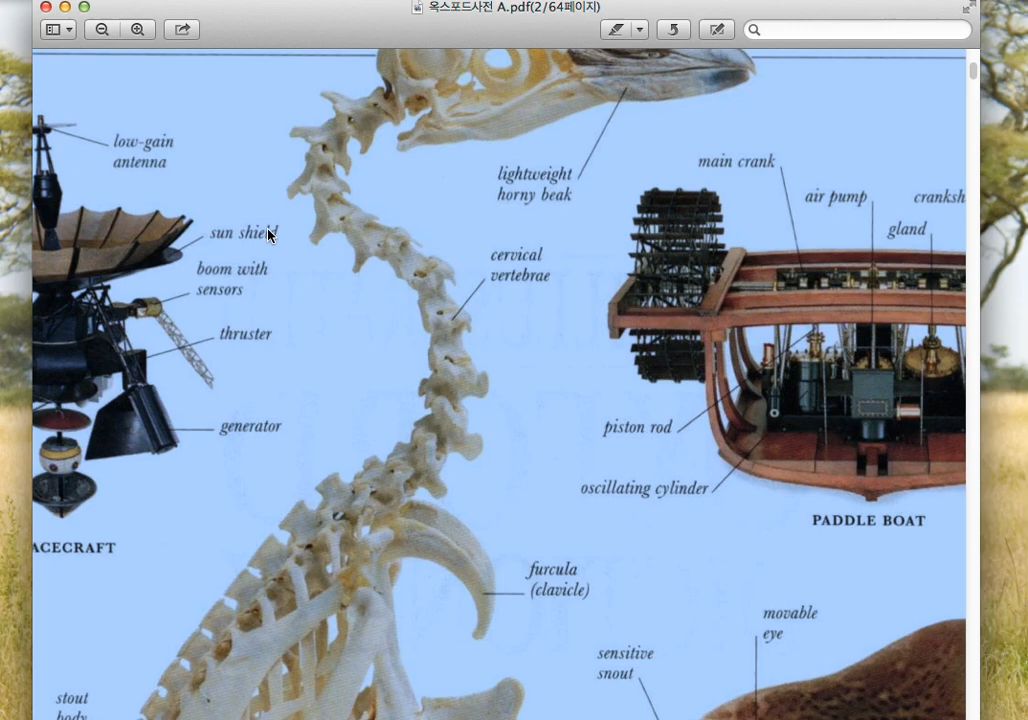 옥스포드사전 A.pdf(2/64페이지)
low-gain
antenna
sun shield
boom with
sensors
thruster
generator
ACECRAFT
lightweight
horny beak
cervical
vertebrae
furcula
(clavicle)
main crank
air pump
cranksh
gland
piston rod
oscillating cylinder
PADDLE BOAT
movable
eye
sensitive
snout
stout
body